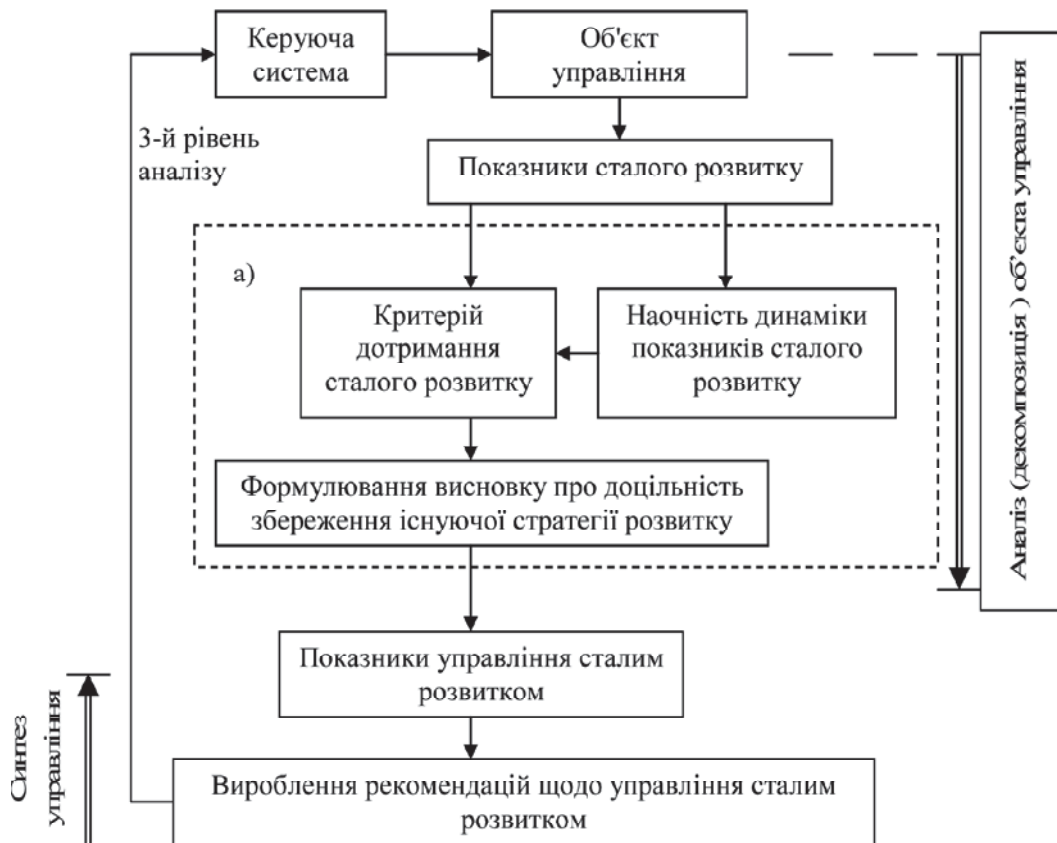 Керуюча
система
Об'єкт
управління
3-й рівень
аналізу
Показники сталого розвитку
а)
Критерій
дотримання
сталого розвитку
Наочність динаміки
показників сталого
розвитку
Формулювання висновку про доцільність
збереження існуючої стратегії розвитку
Показники управління сталим
розвитком
Вироблення рекомендацій щодо управління сталим
розвитком
Аналіз (декомпозиція ) об’єкта управління
Синтез
управління